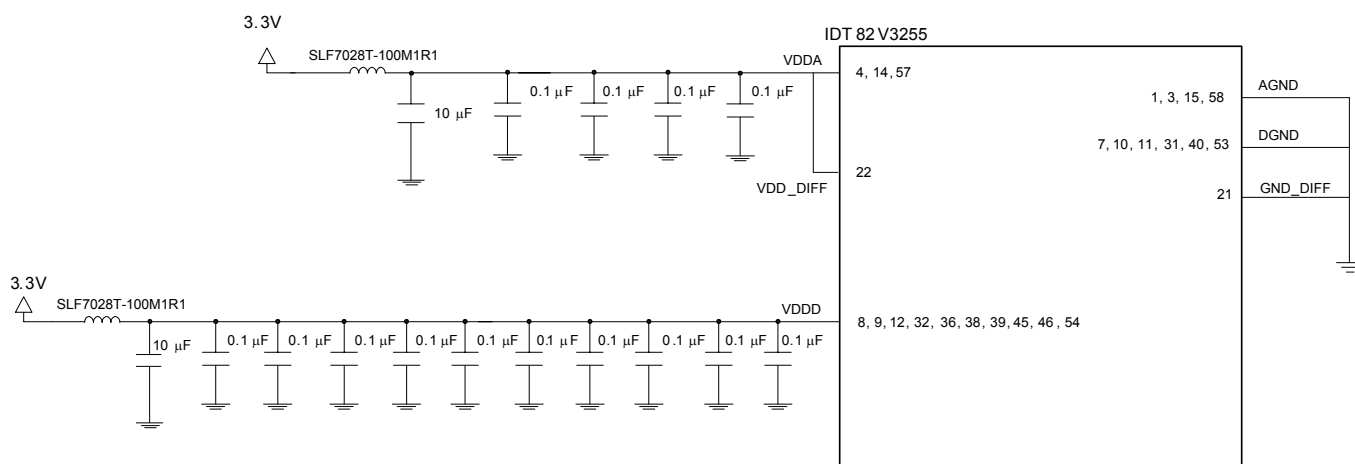 3.3V
IDT 82 V3255
SLF7028T-100M1R1
VDDA
4, 14, 57
10 μF
0.1 μF
0.1 μF
0.1 μF
0.1 μF
1, 3, 15, 58
AGND
7, 10, 11, 31, 40, 53
DGND
22
VDD_DIFF
21
GND_DIFF
3.3V
SLF7028T-100M1R1
VDDD
8, 9, 12, 32, 36, 38, 39, 45, 46, 54
10 μF
0.1 μF
0.1 μF
0.1 μF
0.1 μF
0.1 μF
0.1 μF
0.1 μF
0.1 μF
0.1 μF
0.1 μF